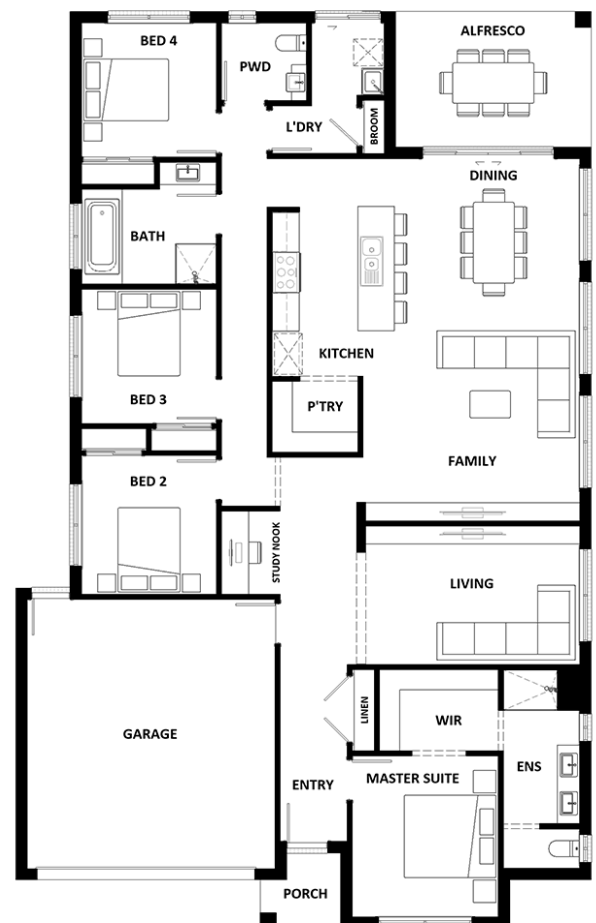 BED 4
ALFRESCO
PWD
L'DRY
BROOM
DINING
BATH
KITCHEN
BED 3
P'TRY
FAMILY
BED 2
STUDY NOOK
LIVING
LINEN
WIR
GARAGE
ENS
MASTER SUITE
ENTRY
PORCH